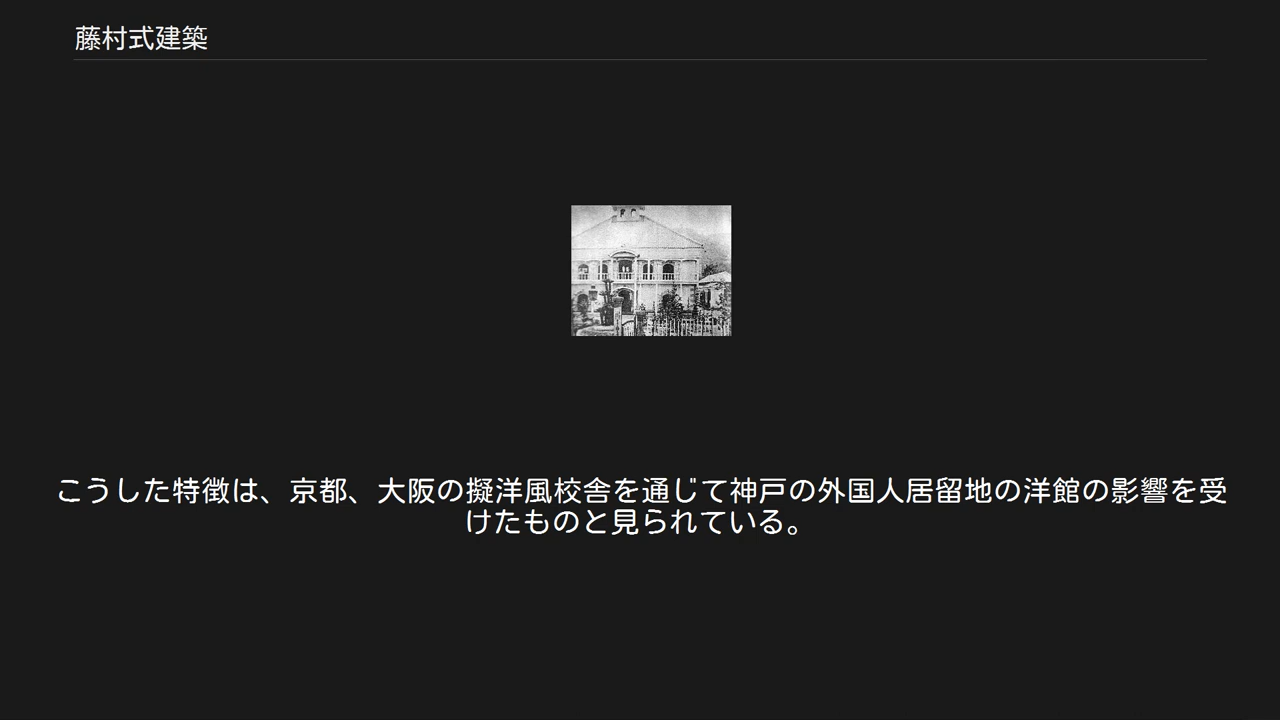 藤村式建築
こうした特徴は、京都、大阪の擬洋風校舎を通じて神戸の外国人居留地の洋館の影響を受
けたものと見られている。